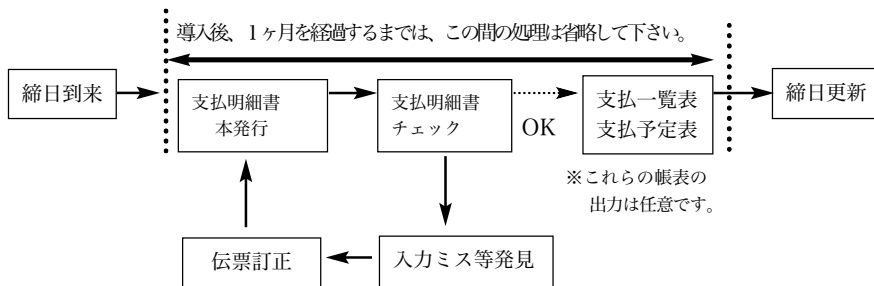 導入後、1ヶ月を経過するまでは、この間の処理は省略して下さい。
締日到来
支払明細書
本発行
支払明細書
チェック
OK
支払一覧表
支払予定表
締日更新
※これらの帳表の
出力は任意です。
伝票訂正
入力ミス等発見